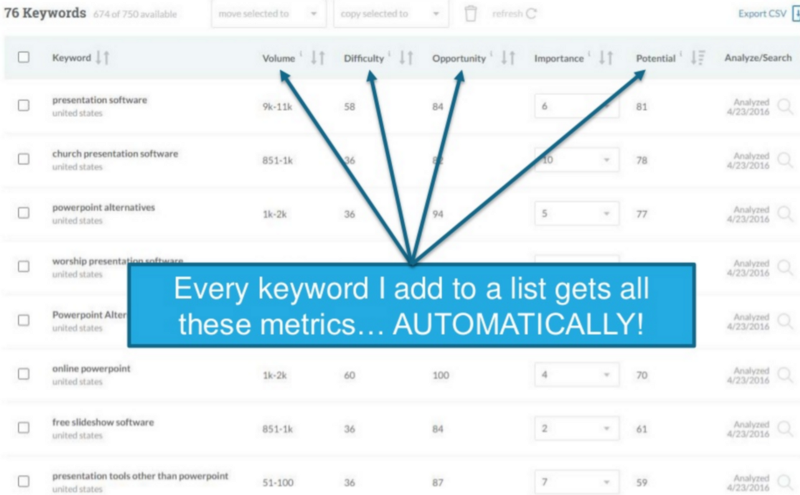 76 Keywords 674 of 750 available move selected to copy selected to refresh Export CSV
Keyword Volume i Difficulty i Opportunity i Importance i Potential i Analyze/Search
presentation software 9k-11k 58 84 6 81 Analyzed
united states 4/23/2016
church presentation software 851-1k 36 82 10 78 Analyzed
united states 4/23/2016
powerpoint alternatives 1k-2k 36 94 5 77 Analyzed
united states 4/23/2016
worship presentation software Analyzed
united states 4/23/2016
Every keyword I add to a list gets all
these metrics... AUTOMATICALLY!
Powerpoint Analyzed
united states 4/23/2016
online powerpoint 1k-2k 60 100 4 70 Analyzed
united states 4/23/2016
free slideshow software 851-1k 36 84 2 61 Analyzed
united states 4/23/2016
presentation tools other than powerpoint 51-100 36 87 7 59 Analyzed
united states 4/23/2016